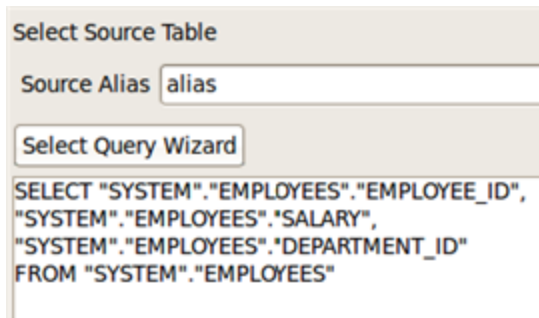 Select Source Table
Source Alias alias
Select Query Wizard
SELECT "SYSTEM"."EMPLOYEES"."EMPLOYEE_ID",
"SYSTEM"."EMPLOYEES"."SALARY",
"SYSTEM"."EMPLOYEES"."DEPARTMENT_ID"
FROM "SYSTEM"."EMPLOYEES"